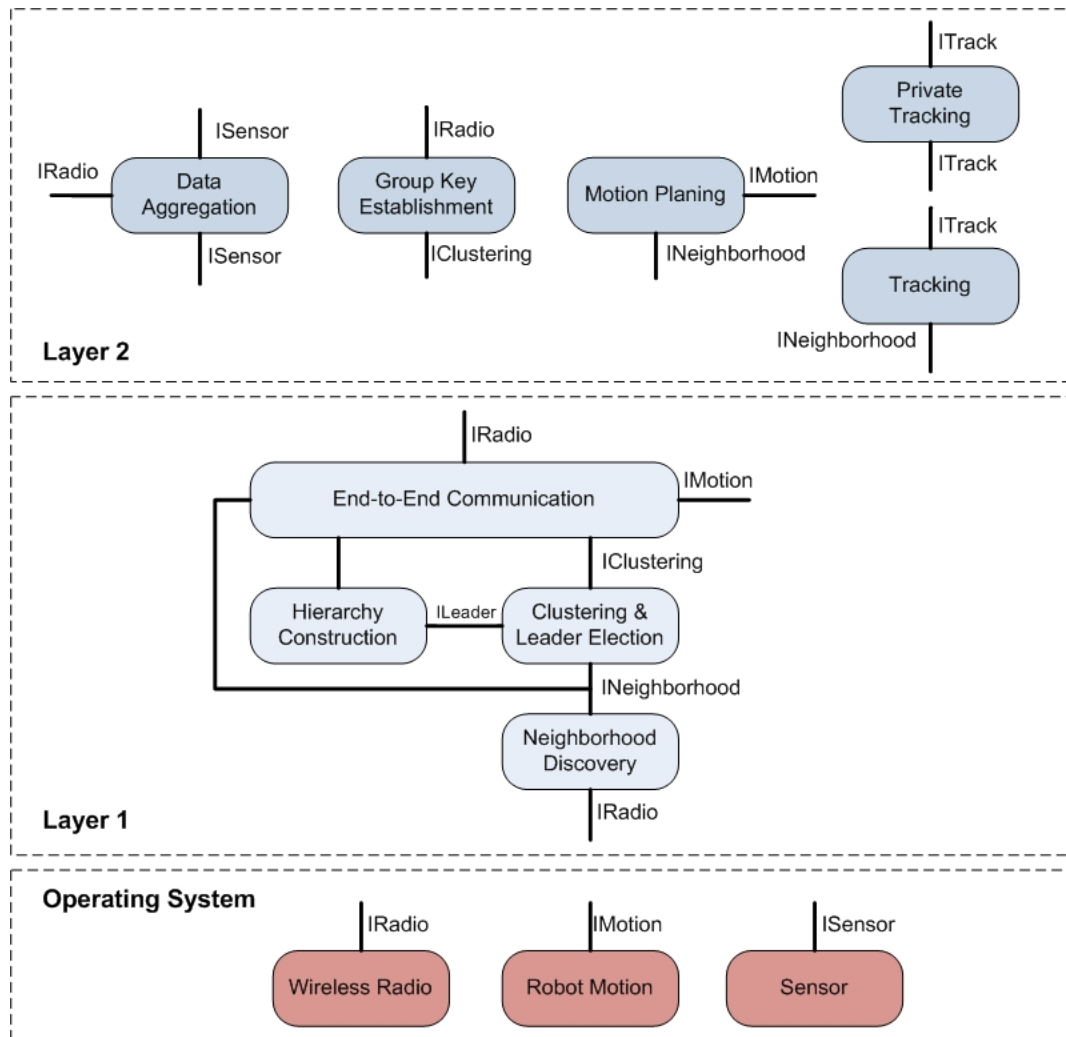 ITrack
Private
Tracking
ITrack
ISensor
IRadio
Data
Aggregation
ISensor
IRadio
Group Key
Establishment
IClustering
Motion Planing
IMotion
INeighborhood
ITrack
Tracking
INeighborhood
Layer 2
IRadio
End-to-End Communication
IMotion
IClustering
Hierarchy
Construction
ILeader
Clustering &
Leader Election
INeighborhood
Neighborhood
Discovery
IRadio
Layer 1
Operating System
IRadio
Wireless Radio
IMotion
Robot Motion
ISensor
Sensor